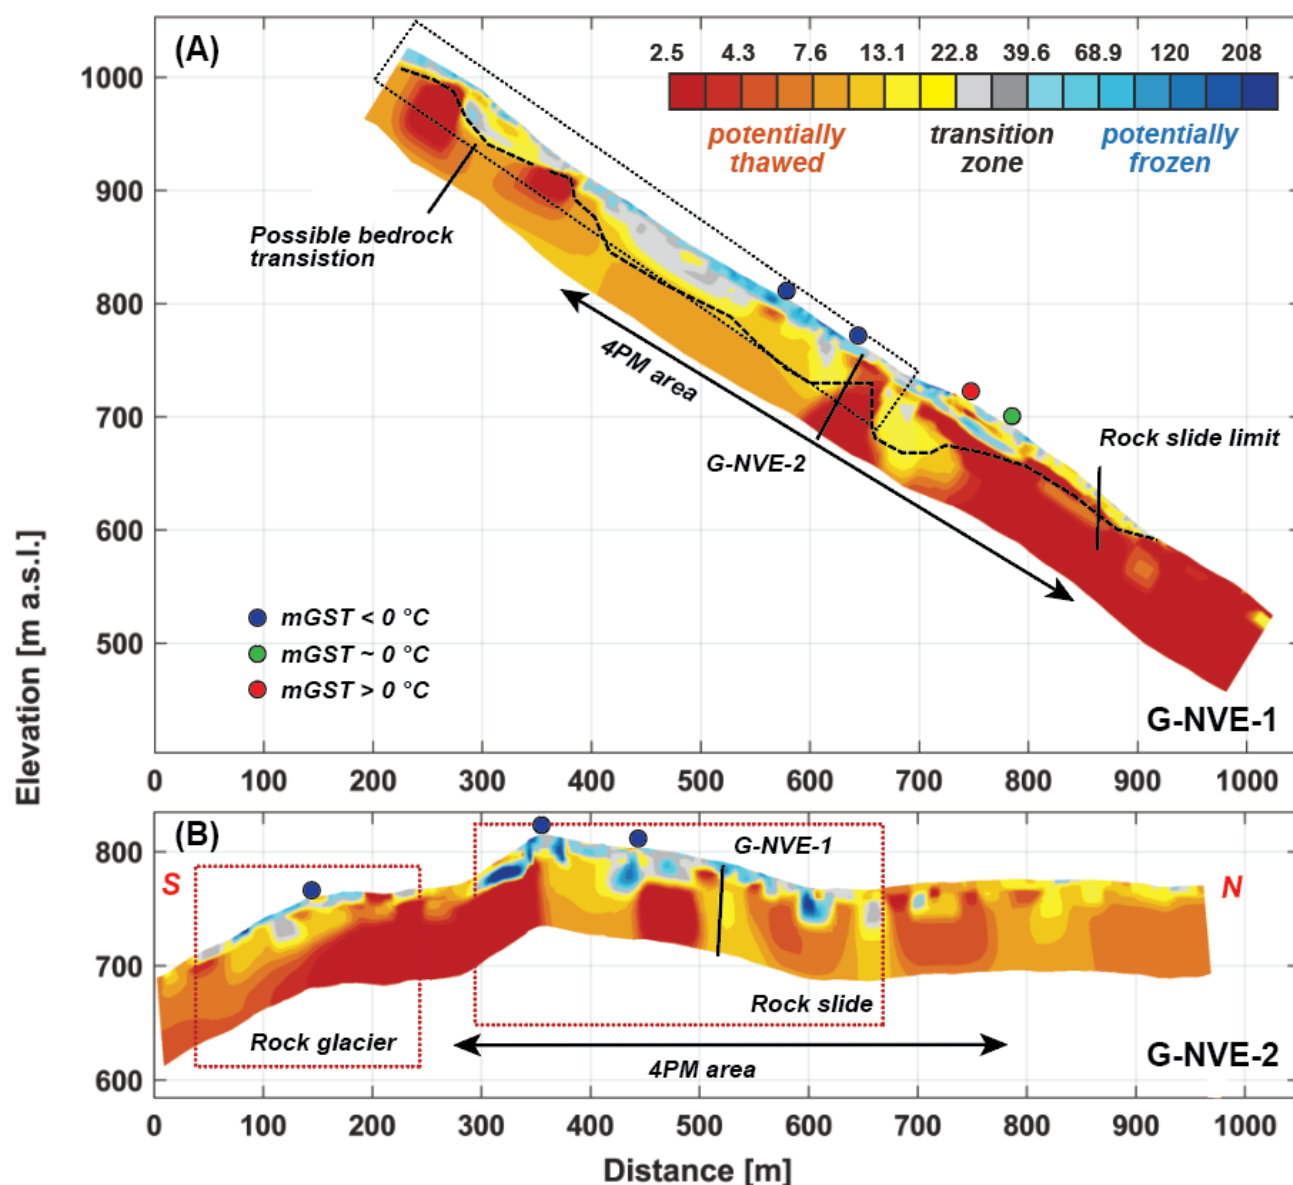 (A)
2.5 4.3 7.6 13.1 22.8 39.6 68.9 120 208
potentially
thawed
transition
zone
potentially
frozen
1000
900
800
700
600
500
Possible bedrock
transistion
4PM area
G-NVE-2
Rock slide limit
mGST < 0 °C
mGST ~ 0 °C
mGST > 0 °C
G-NVE-1
0 100 200 300 400 500 600 700 800 900 1000
Elevation [m a.s.l.]
(B)
800
700
600
S
G-NVE-1
N
Rock slide
Rock glacier
4PM area
G-NVE-2
0 100 200 300 400 500 600 700 800 900 1000
Distance [m]